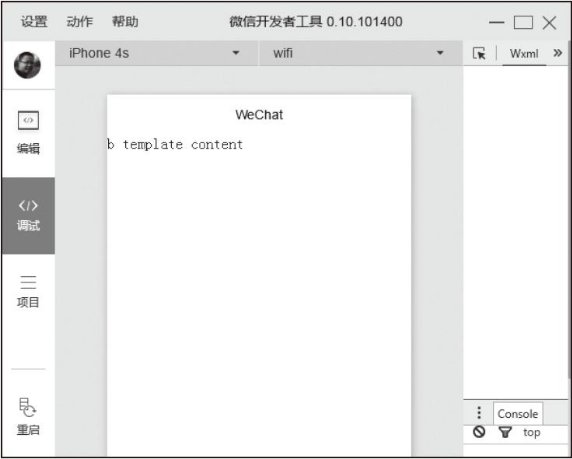 设置 动作 帮助 微信开发者工具 0.10.101400
iPhone 4s wifi Wxml »
WeChat
b template content
</> 编辑
</> 调试
项目
重启
Console
top